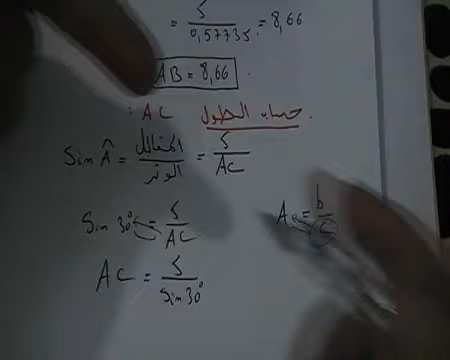 = 5/0,57735 = 8,66
AB = 8,66
حساب الطول AC :
Sin Â = المقابل/الوتر = 5/AC
Sin 30° = 5/AC
A = b/c
AC = 5/Sin 30°